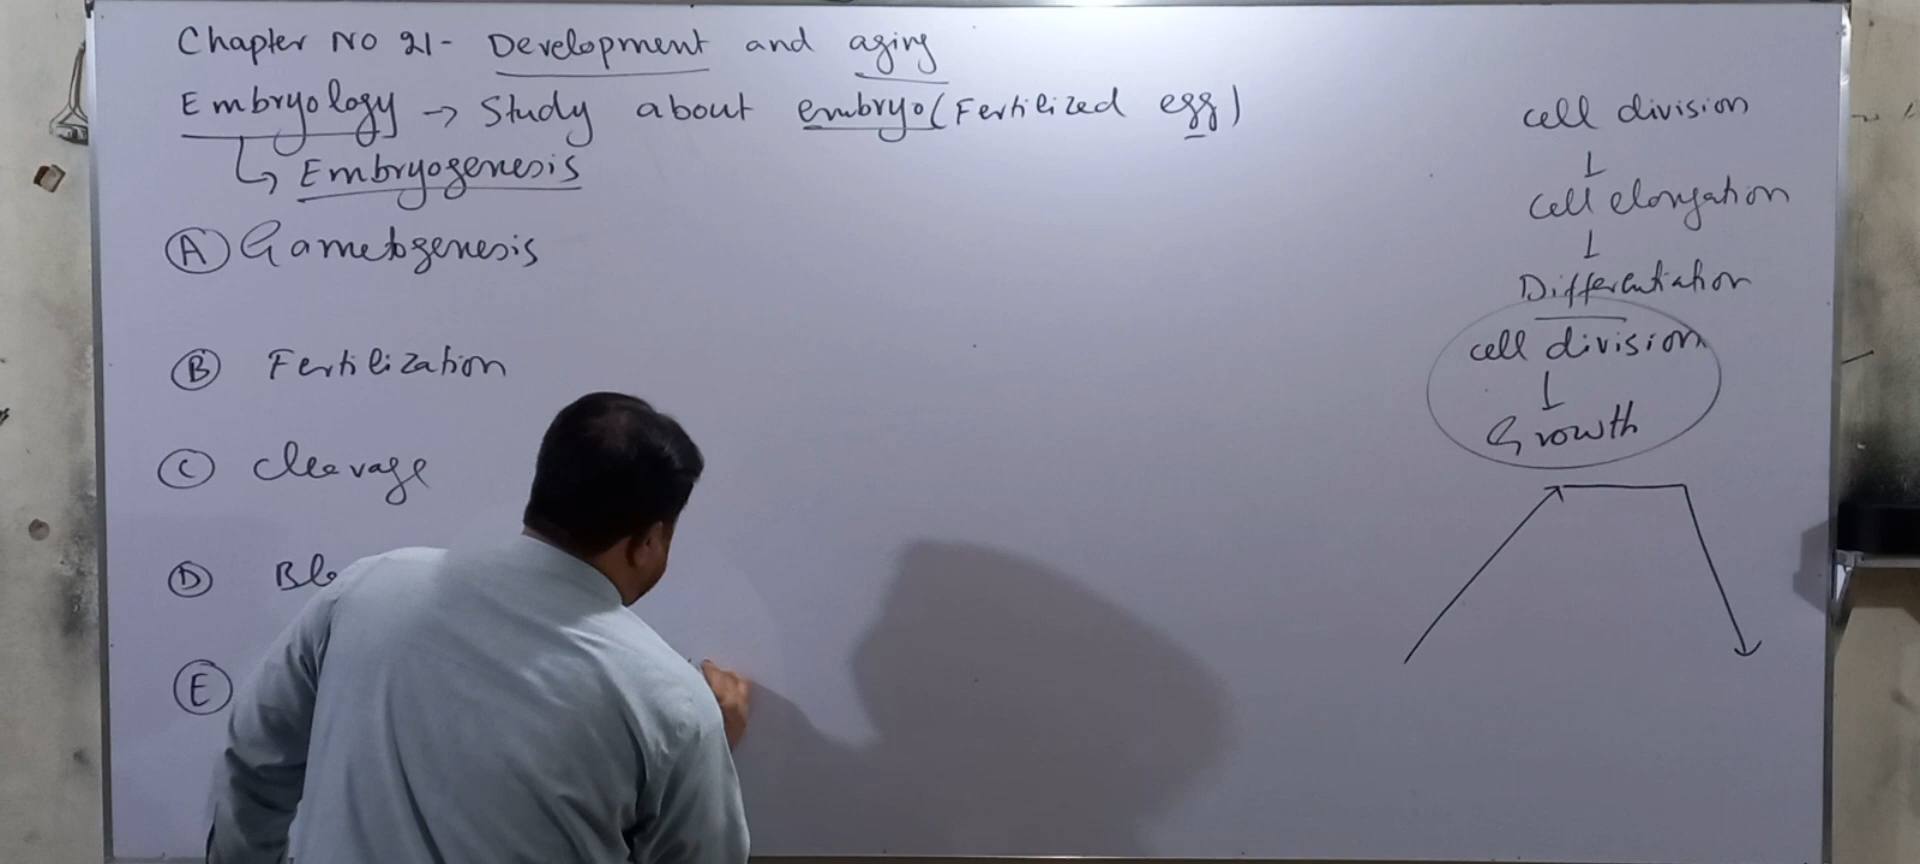 Chapter No 21- Development and aging
Embryology → Study about embryo (Fertilized egg)
↳ Embryogenesis
(A) Gametogenesis
(B) Fertilization
(C) cleavage
(D)
(E)
cell division
↓
cell elongation
↓
Differentiation
cell division
↓
Growth